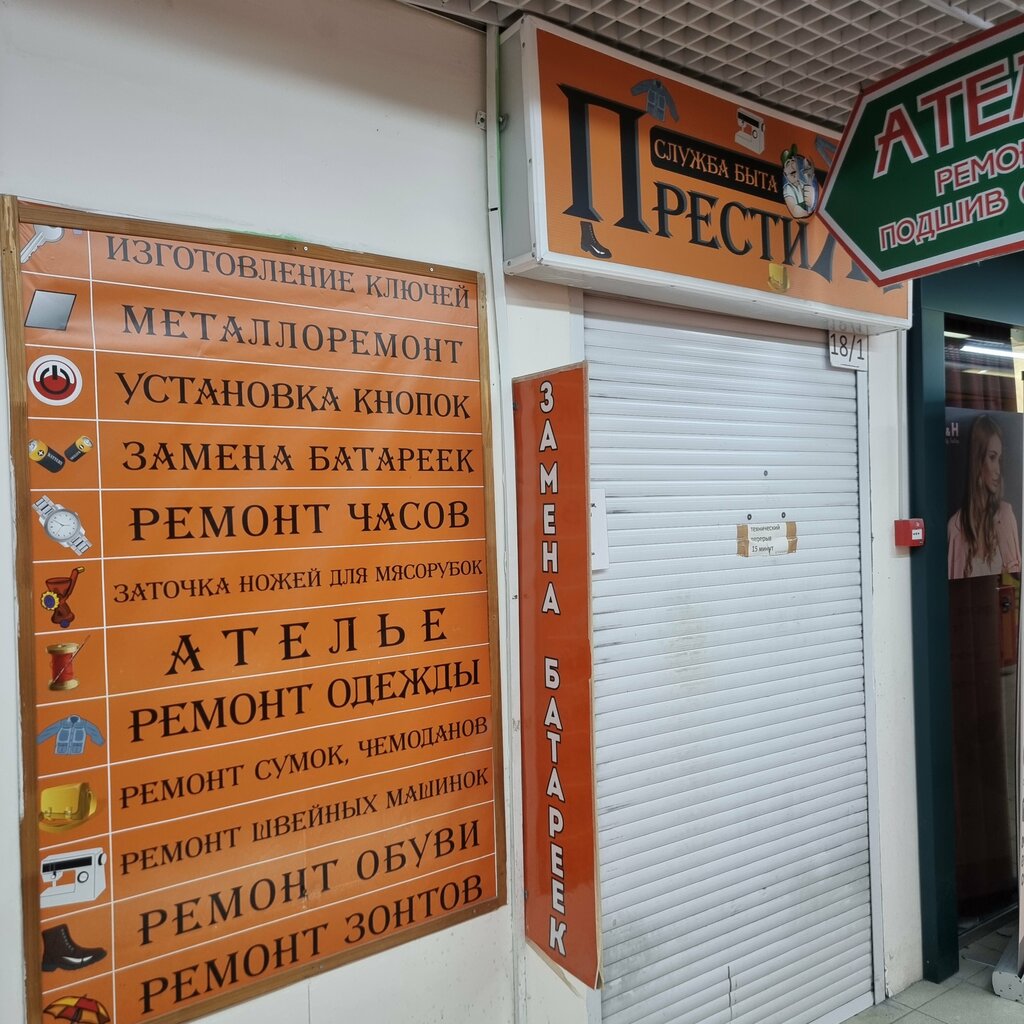 ИЗГОТОВЛЕНИЕ КЛЮЧЕЙ
МЕТАЛЛОРЕМОНТ
УСТАНОВКА КНОПОК
ЗАМЕНА БАТАРЕЕК
РЕМОНТ ЧАСОВ
ЗАТОЧКА НОЖЕЙ ДЛЯ МЯСОРУБОК
АТЕЛЬЕ
РЕМОНТ ОДЕЖДЫ
РЕМОНТ СУМОК, ЧЕМОДАНОВ
РЕМОНТ ШВЕЙНЫХ МАШИНОК
РЕМОНТ ОБУВИ
РЕМОНТ ЗОНТОВ
СЛУЖБА БЫТА
ПРЕСТИЖ
18/1
ЗАМЕНА БАТАРЕЕК
технический
перерыв
15 минут
АТЕЛ
РЕМО
ПОДШИВ
&H